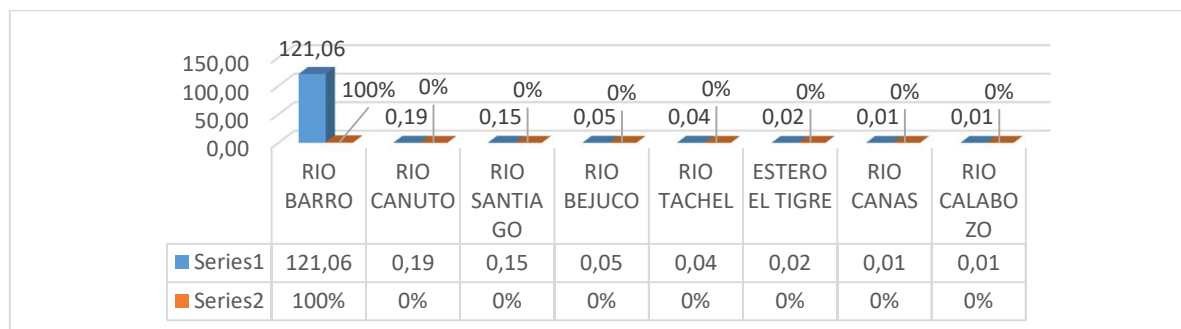 121,06
150,00
100,00
50,00
0,00
100% 0% 0% 0% 0% 0% 0% 0%
0,19 0,15 0,05 0,04 0,02 0,01 0,01
RIO BARRO
RIO CANUTO
RIO SANTIA GO
RIO BEJUCO
RIO TACHEL
ESTERO EL TIGRE
RIO CANAS
RIO CALABO ZO
Series1 121,06 0,19 0,15 0,05 0,04 0,02 0,01 0,01
Series2 100% 0% 0% 0% 0% 0% 0% 0%